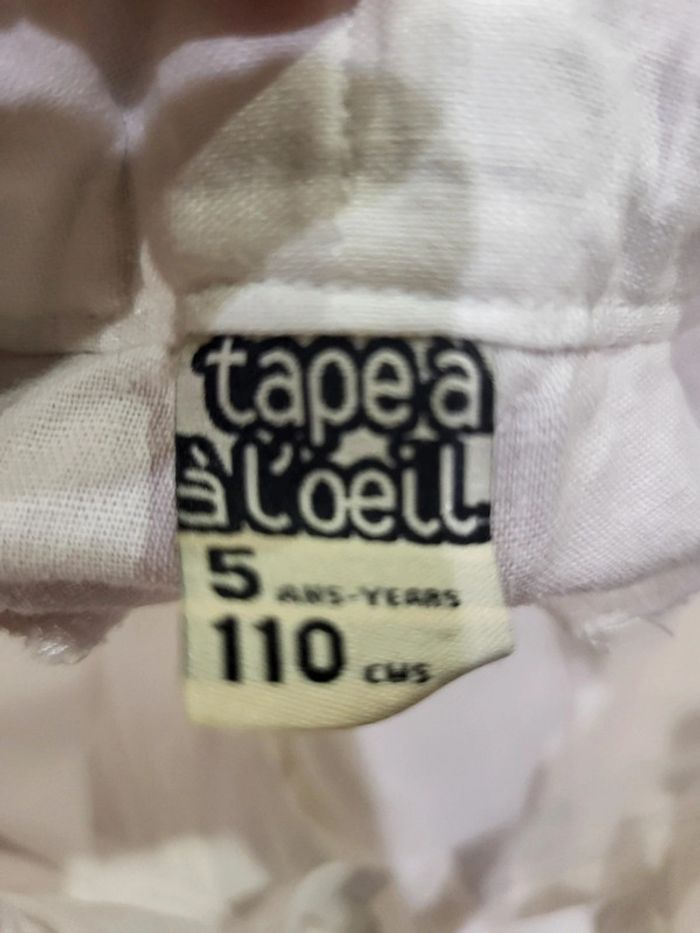 tape à
l'oeil
5 ANS-YEARS
110 CMS